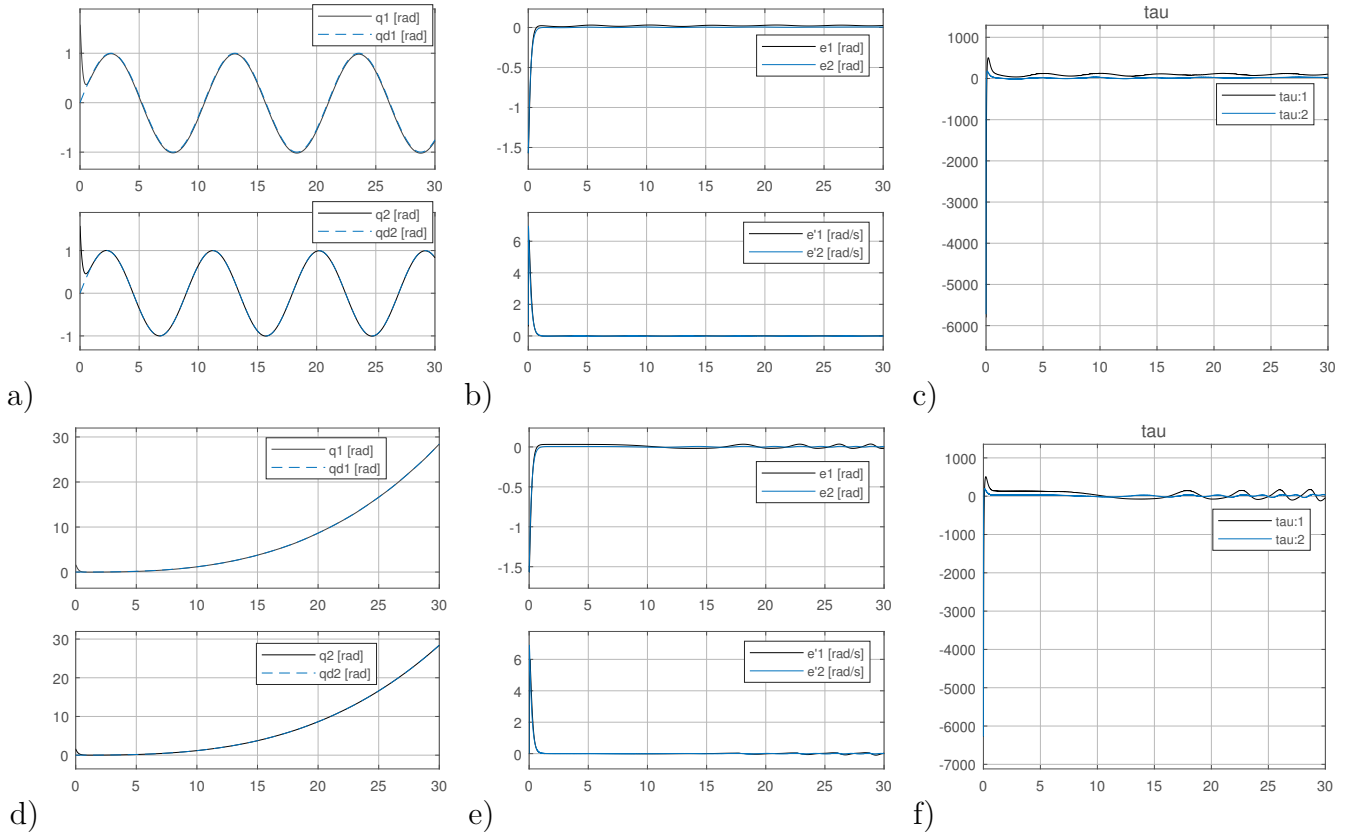 q1 [rad]
qd1 [rad]
1
0
-1
0 5 10 15 20 25 30
q2 [rad]
qd2 [rad]
1
0
-1
0 5 10 15 20 25 30
a)
0
-0.5
-1
-1.5
e1 [rad]
e2 [rad]
0 5 10 15 20 25 30
e'1 [rad/s]
e'2 [rad/s]
6
4
2
0
0 5 10 15 20 25 30
b)
tau
1000
0
-1000
-2000
-3000
-4000
-5000
-6000
tau:1
tau:2
0 5 10 15 20 25 30
c)
30
20
10
0
q1 [rad]
qd1 [rad]
0 5 10 15 20 25 30
30
20
10
0
q2 [rad]
qd2 [rad]
0 5 10 15 20 25 30
d)
0
-0.5
-1
-1.5
e1 [rad]
e2 [rad]
0 5 10 15 20 25 30
e'1 [rad/s]
e'2 [rad/s]
6
4
2
0
0 5 10 15 20 25 30
e)
tau
1000
0
-1000
-2000
-3000
-4000
-5000
-6000
-7000
tau:1
tau:2
0 5 10 15 20 25 30
f)